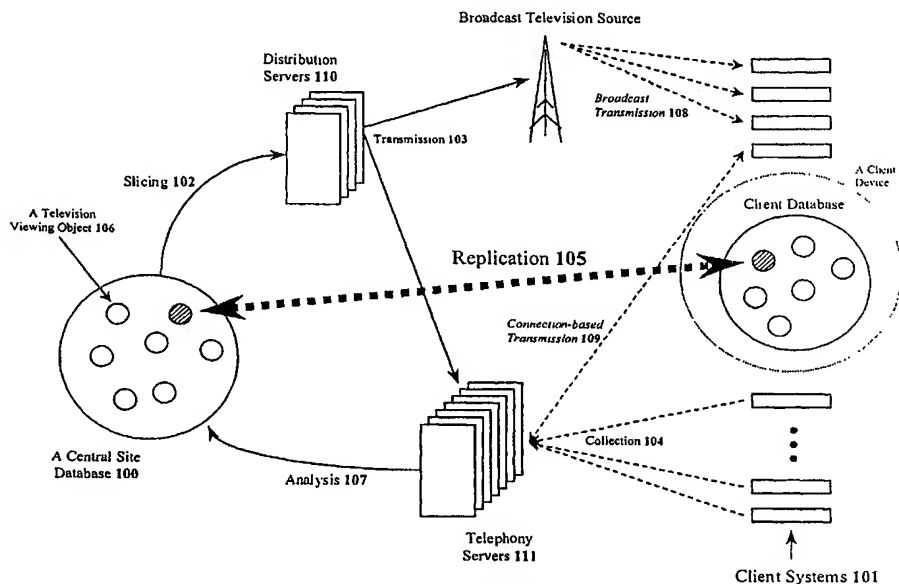 Broadcast Television Source
Distribution
Servers 110
Broadcast
Transmission 108
Transmission 103
Slicing 102
A Client
Device
A Television
Viewing Object 106
Client Database
Replication 105
Connection-based
Transmission 109
Collection 104
A Central Site
Database 100
Analysis 107
Telephony
Servers 111
Client Systems 101